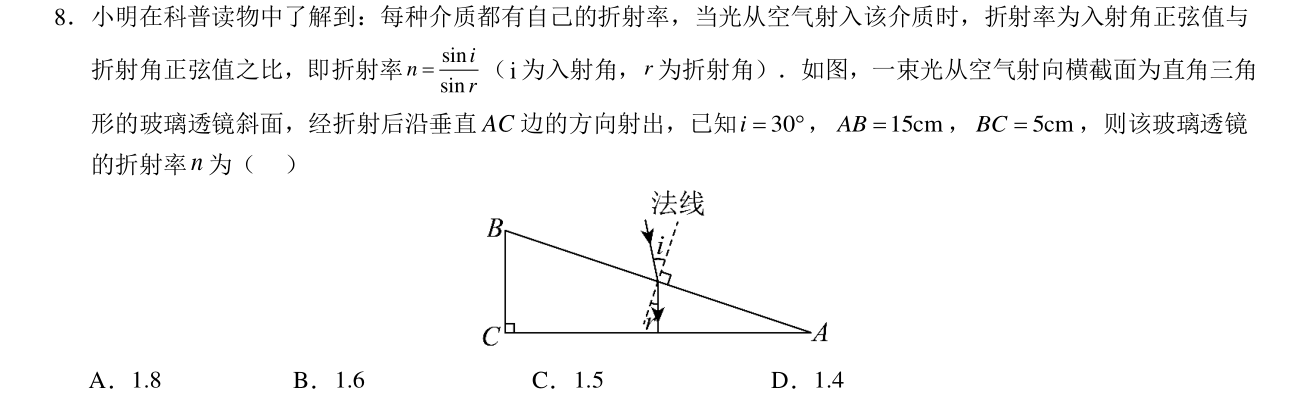 8．小明在科普读物中了解到：每种介质都有自己的折射率，当光从空气射入该介质时，折射率为入射角正弦值与
折射角正弦值之比，即折射率 n = sin i / sin r （i 为入射角，r 为折射角）．如图，一束光从空气射向横截面为直角三角
形的玻璃透镜斜面，经折射后沿垂直 AC 边的方向射出，已知 i = 30°， AB = 15cm， BC = 5cm，则该玻璃透镜
的折射率 n 为（ ）
法线
B
i
r
C
A
A．1.8 B．1.6 C．1.5 D．1.4